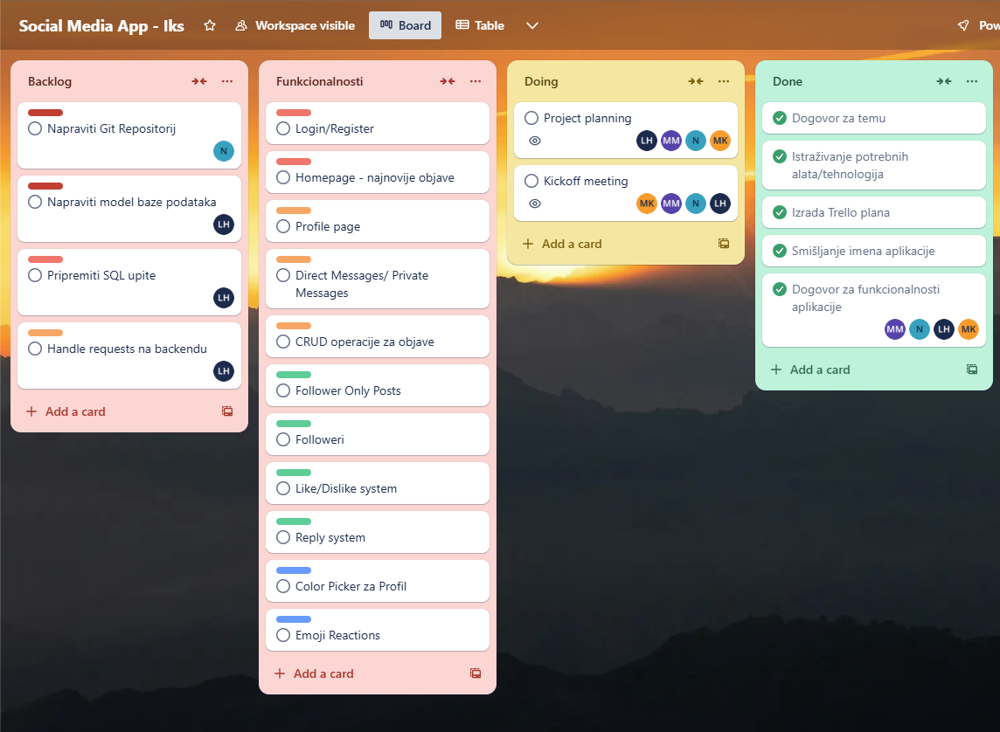 Social Media App - Iks
Workspace visible
Board
Table
Backlog
Napraviti Git Repositorij
N
Napraviti model baze podataka
LH
Pripremiti SQL upite
LH
Handle requests na backendu
LH
Add a card
Funkcionalnosti
Login/Register
Homepage - najnovije objave
Profile page
Direct Messages/ Private
Messages
CRUD operacije za objave
Follower Only Posts
Followeri
Like/Dislike system
Reply system
Color Picker za Profil
Emoji Reactions
Add a card
Doing
Project planning
LH MM N MK
Kickoff meeting
MK MM N LH
Add a card
Done
Dogovor za temu
Istraživanje potrebnih
alata/tehnologija
Izrada Trello plana
Smišljanje imena aplikacije
Dogovor za funkcionalnosti
aplikacije
MM N LH MK
Add a card